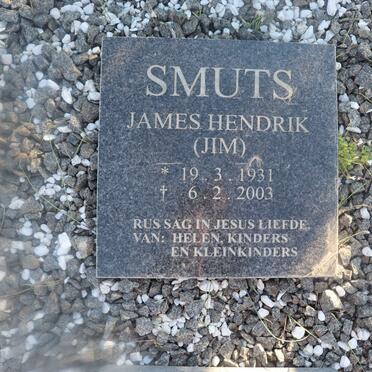 SMUTS
JAMES HENDRIK
(JIM)
* 19.3.1931
† 6.2.2003
RUS SAG IN JESUS LIEFDE.
VAN: HELEN, KINDERS
EN KLEINKINDERS